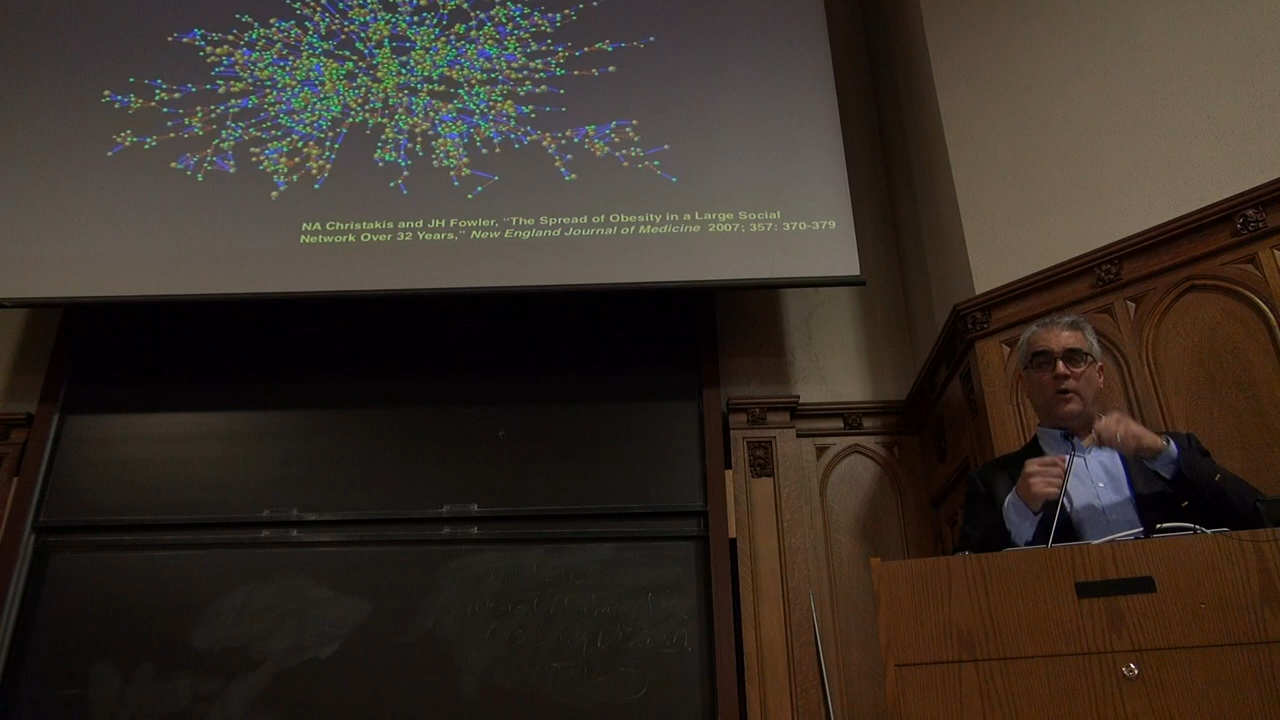 NA Christakis and JH Fowler, "The Spread of Obesity in a Large Social
Network Over 32 Years," New England Journal of Medicine 2007; 357: 370-379